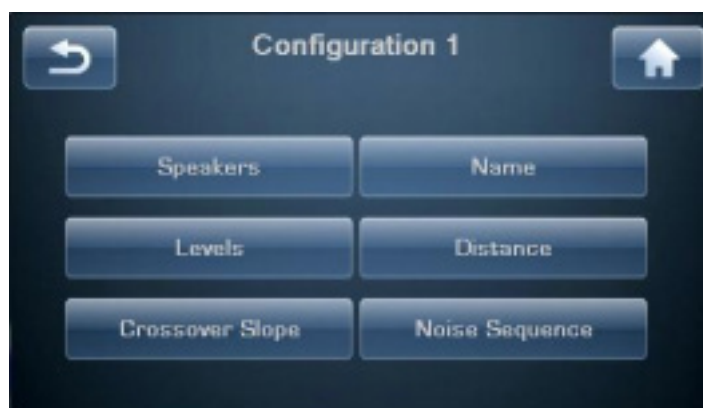 Configuration 1
Speakers
Name
Levels
Distance
Crossover Slope
Noise Sequence